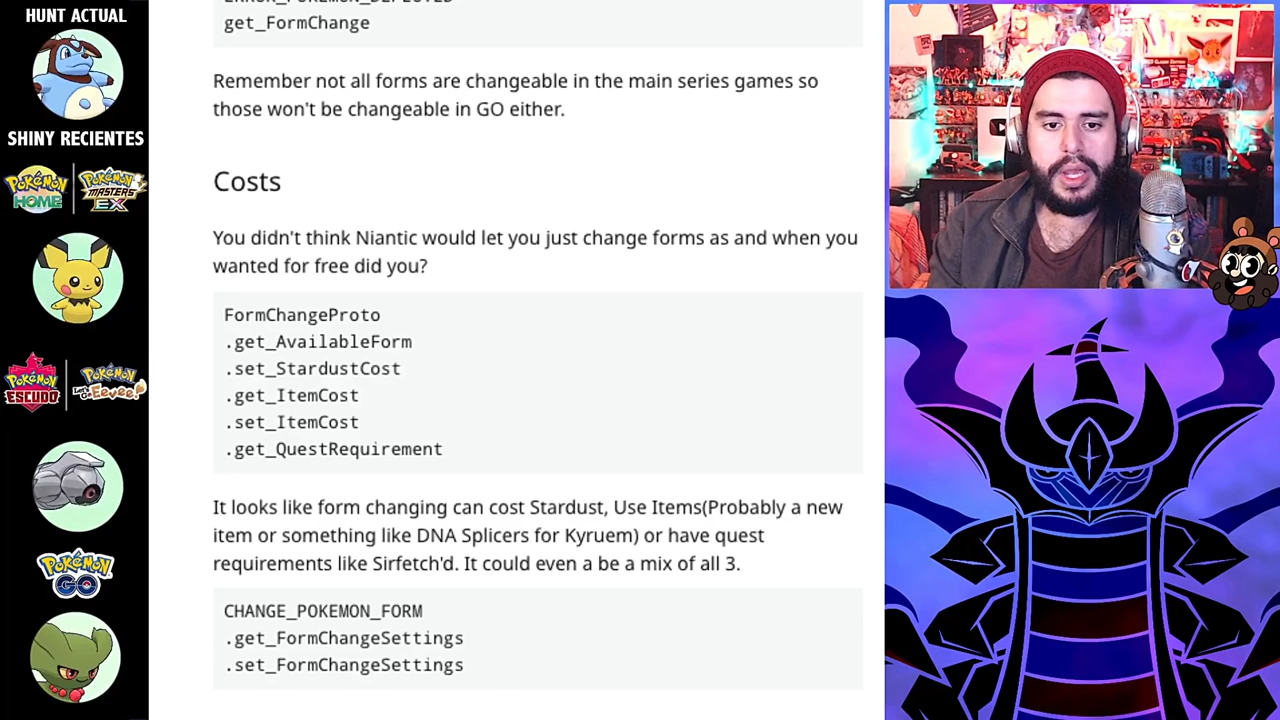 HUNT ACTUAL
SHINY RECIENTES
Pokémon
HOME
Pokémon
MASTERS
EX
Pokémon
ESCUDO
Pokémon
Let's Go
Eevee!
Pokémon
GO
get_FormChange
Remember not all forms are changeable in the main series games so
those won't be changeable in GO either.
Costs
You didn't think Niantic would let you just change forms as and when you
wanted for free did you?
FormChangeProto
.get_AvailableForm
.set_StardustCost
.get_ItemCost
.set_ItemCost
.get_QuestRequirement
It looks like form changing can cost Stardust, Use Items(Probably a new
item or something like DNA Splicers for Kyruem) or have quest
requirements like Sirfetch'd. It could even a be a mix of all 3.
CHANGE_POKEMON_FORM
.get_FormChangeSettings
.set_FormChangeSettings